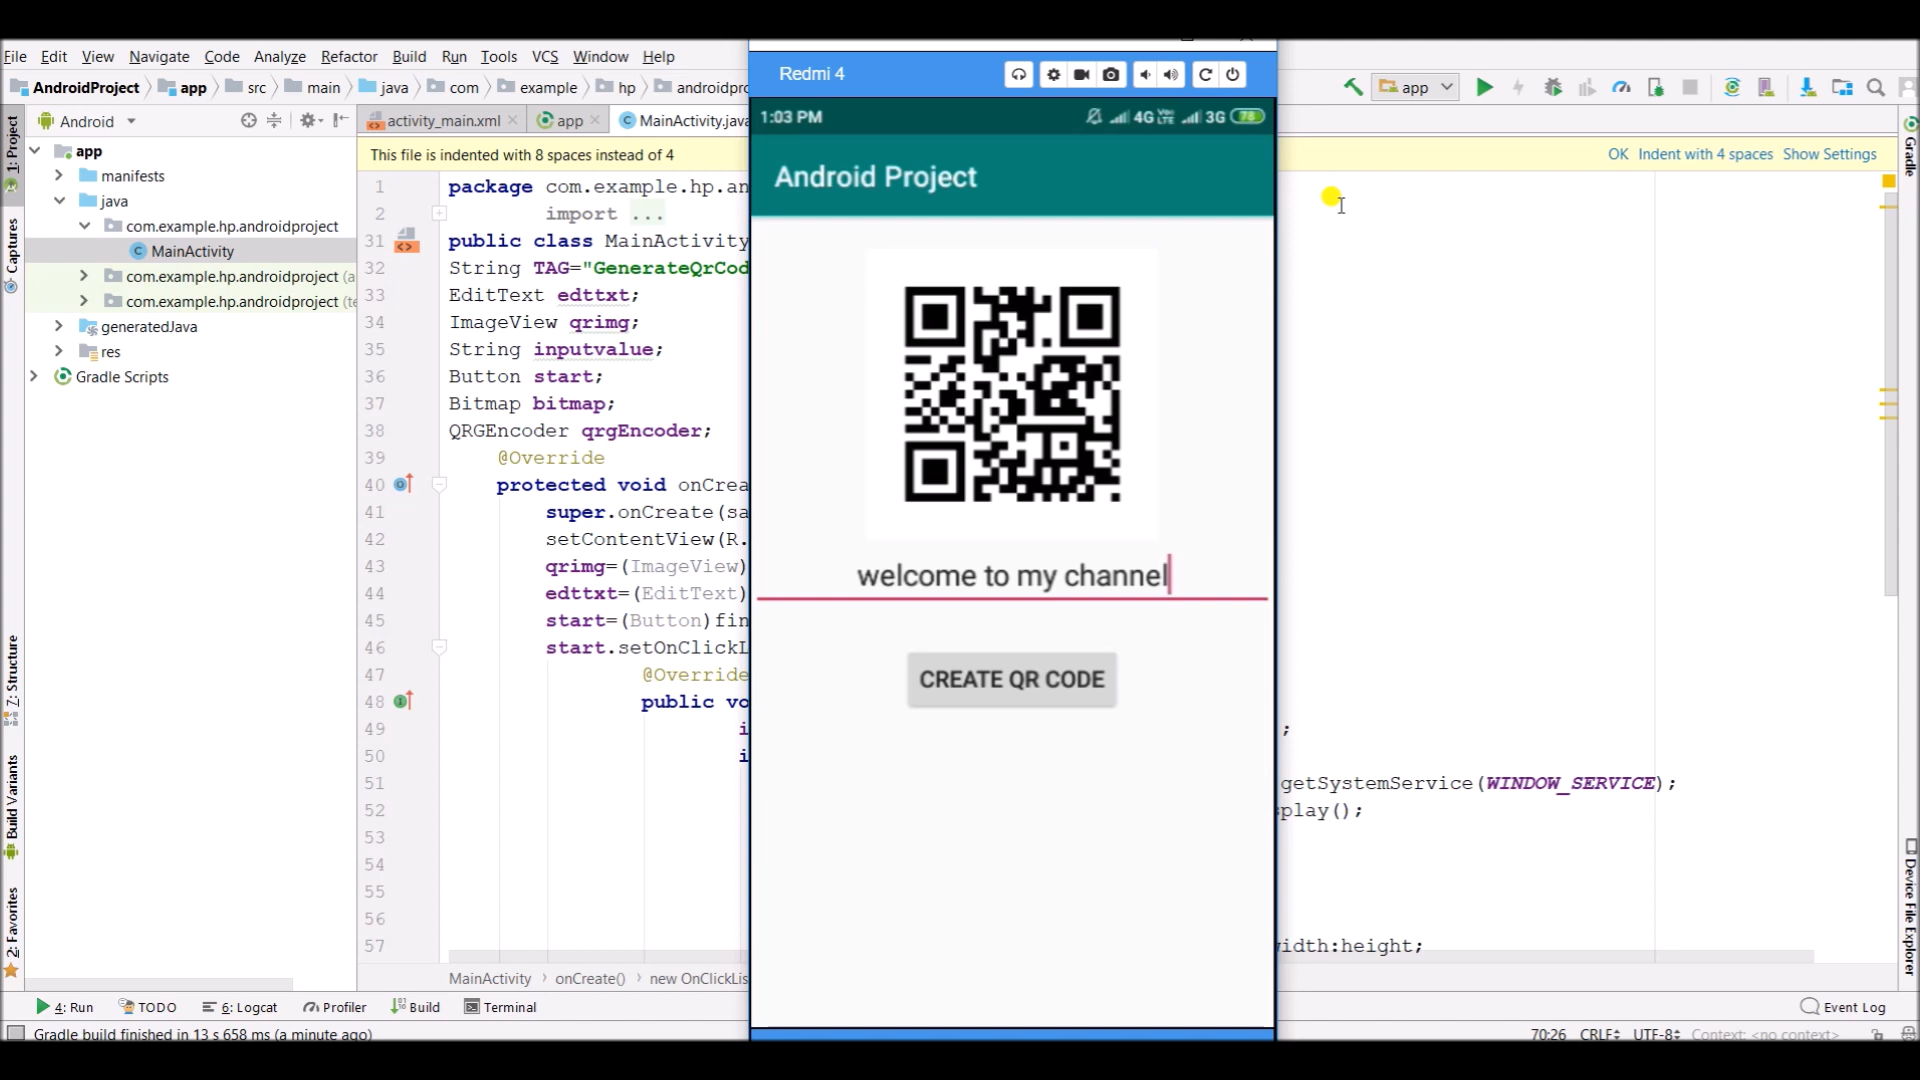 File Edit View Navigate Code Analyze Refactor Build Run Tools VCS Window Help
AndroidProject app src main java com example hp androidpro
app
Android
activity_main.xml app MainActivity.java
This file is indented with 8 spaces instead of 4
OK Indent with 4 spaces Show Settings
1: Project
Captures
7: Structure
Build Variants
2: Favorites
app
manifests
java
com.example.hp.androidproject
MainActivity
com.example.hp.androidproject (a
com.example.hp.androidproject (te
generatedJava
res
Gradle Scripts
1 package com.example.hp.an
2 import ...
31 public class MainActivity
32 String TAG="GenerateQrCod
33 EditText edttxt;
34 ImageView qrimg;
35 String inputvalue;
36 Button start;
37 Bitmap bitmap;
38 QRGEncoder qrgEncoder;
39 @Override
40 protected void onCrea
41 super.onCreate(sa
42 setContentView(R.
43 qrimg=(ImageView)
44 edttxt=(EditText)
45 start=(Button)fin
46 start.setOnClickL
47 @Override
48 public vo
49 i ;
50 i
51 getSystemService(WINDOW_SERVICE);
52 play();
53
54
55
56
57 idth:height;
Redmi 4
1:03 PM 4G Vo LTE 3G 78
Android Project
welcome to my channel
CREATE QR CODE
Gradle
Device File Explorer
MainActivity onCreate() new OnClickLis
4: Run TODO 6: Logcat Profiler Build Terminal
Event Log
Gradle build finished in 13 s 658 ms (a minute ago)
70:26 CRLF UTF-8 Context: <no context>